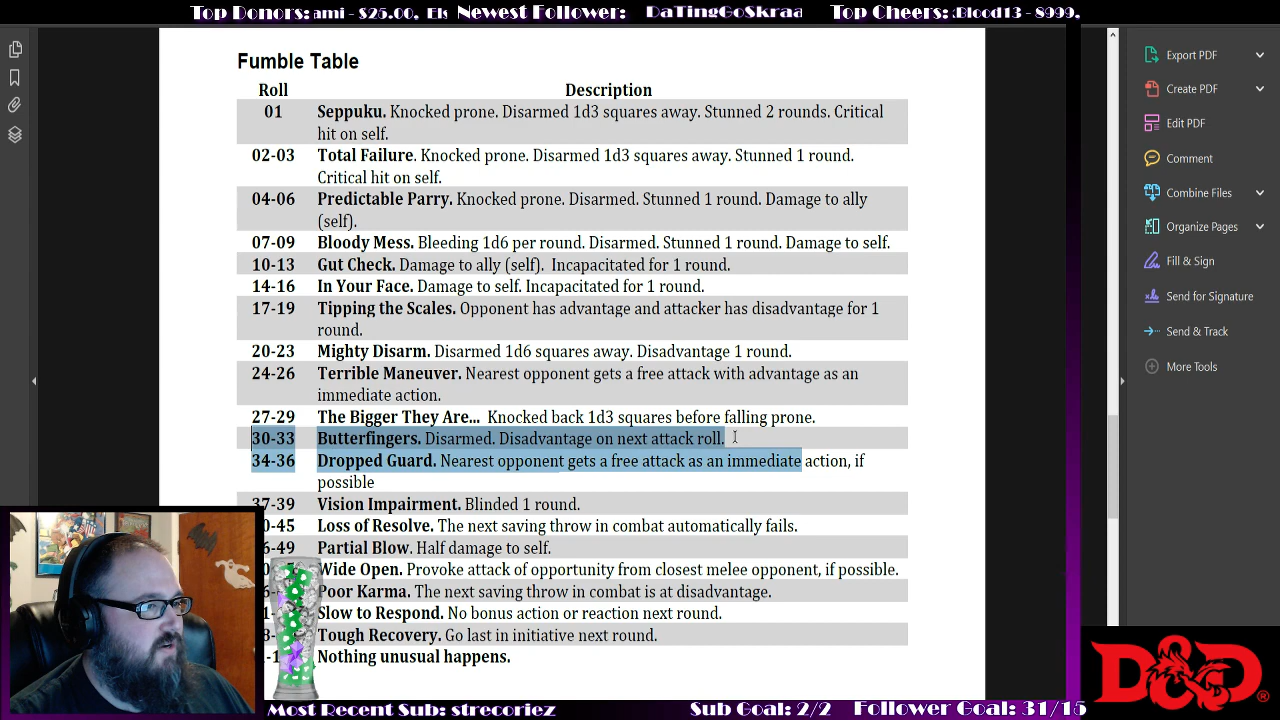 Top Donors: ami - $25.00, Els Newest Follower: DaTingGoSkraa Top Cheers: :Blood13 - 8999,
Fumble Table
Roll Description
01 Seppuku. Knocked prone. Disarmed 1d3 squares away. Stunned 2 rounds. Critical
hit on self.
02-03 Total Failure. Knocked prone. Disarmed 1d3 squares away. Stunned 1 round.
Critical hit on self.
04-06 Predictable Parry. Knocked prone. Disarmed. Stunned 1 round. Damage to ally
(self).
07-09 Bloody Mess. Bleeding 1d6 per round. Disarmed. Stunned 1 round. Damage to self.
10-13 Gut Check. Damage to ally (self). Incapacitated for 1 round.
14-16 In Your Face. Damage to self. Incapacitated for 1 round.
17-19 Tipping the Scales. Opponent has advantage and attacker has disadvantage for 1
round.
20-23 Mighty Disarm. Disarmed 1d6 squares away. Disadvantage 1 round.
24-26 Terrible Maneuver. Nearest opponent gets a free attack with advantage as an
immediate action.
27-29 The Bigger They Are... Knocked back 1d3 squares before falling prone.
30-33 Butterfingers. Disarmed. Disadvantage on next attack roll.
34-36 Dropped Guard. Nearest opponent gets a free attack as an immediate action, if
possible
37-39 Vision Impairment. Blinded 1 round.
0-45 Loss of Resolve. The next saving throw in combat automatically fails.
6-49 Partial Blow. Half damage to self.
Wide Open. Provoke attack of opportunity from closest melee opponent, if possible.
Poor Karma. The next saving throw in combat is at disadvantage.
Slow to Respond. No bonus action or reaction next round.
Tough Recovery. Go last in initiative next round.
Nothing unusual happens.
Export PDF
Create PDF
Edit PDF
Comment
Combine Files
Organize Pages
Fill & Sign
Send for Signature
Send & Track
More Tools
D&D
Most Recent Sub: strecoriez Sub Goal: 2/2 Follower Goal: 31/15